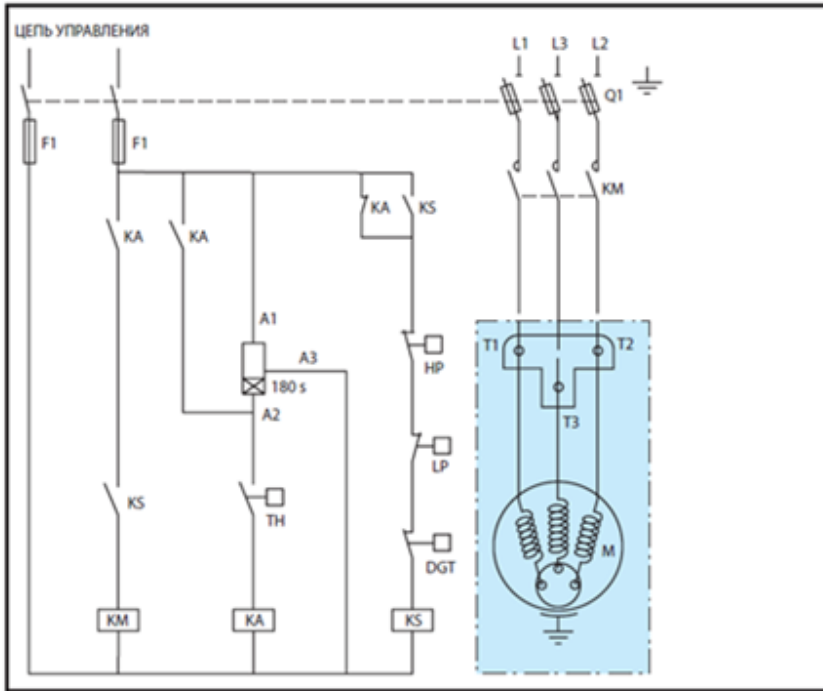 ЦЕПЬ УПРАВЛЕНИЯ
L1 L3 L2
Q1
F1 F1
KM
KA KS
KA KA
A1
A3
HP
180 s
A2
T1 T2
T3
LP
KS
TH
M
DGT
KM KA KS